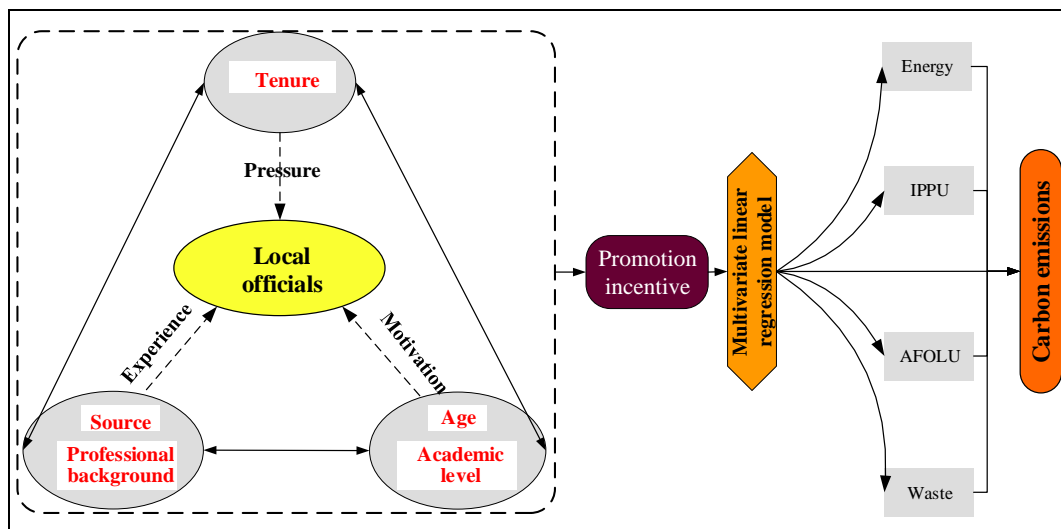 Tenure
Pressure
Local
officials
Experience
Motivation
Source
Professional
background
Age
Academic
level
Promotion
incentive
Multivariate linear
regression model
Energy
IPPU
AFOLU
Waste
Carbon emissions